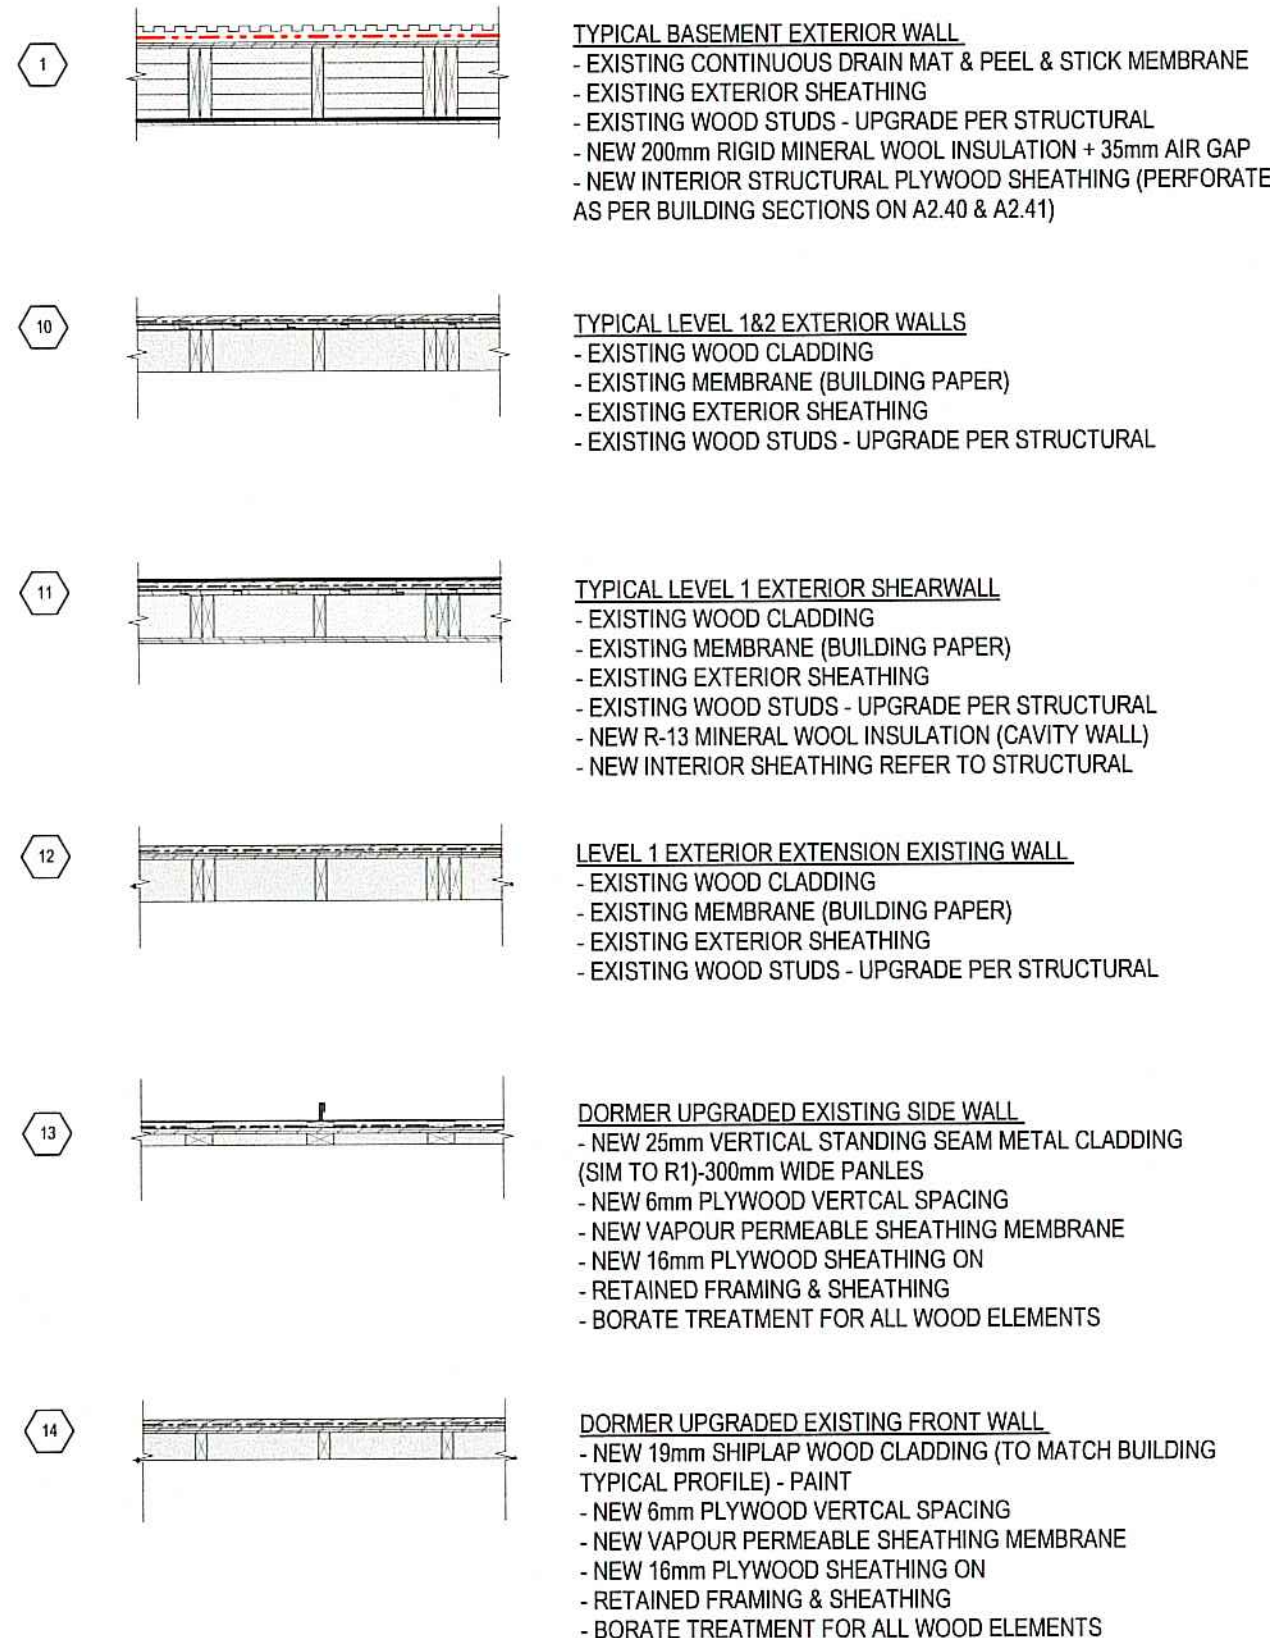 1
TYPICAL BASEMENT EXTERIOR WALL
- EXISTING CONTINUOUS DRAIN MAT & PEEL & STICK MEMBRANE
- EXISTING EXTERIOR SHEATHING
- EXISTING WOOD STUDS - UPGRADE PER STRUCTURAL
- NEW 200mm RIGID MINERAL WOOL INSULATION + 35mm AIR GAP
- NEW INTERIOR STRUCTURAL PLYWOOD SHEATHING (PERFORATE
AS PER BUILDING SECTIONS ON A2.40 & A2.41)
10
TYPICAL LEVEL 1&2 EXTERIOR WALLS
- EXISTING WOOD CLADDING
- EXISTING MEMBRANE (BUILDING PAPER)
- EXISTING EXTERIOR SHEATHING
- EXISTING WOOD STUDS - UPGRADE PER STRUCTURAL
11
TYPICAL LEVEL 1 EXTERIOR SHEARWALL
- EXISTING WOOD CLADDING
- EXISTING MEMBRANE (BUILDING PAPER)
- EXISTING EXTERIOR SHEATHING
- EXISTING WOOD STUDS - UPGRADE PER STRUCTURAL
- NEW R-13 MINERAL WOOL INSULATION (CAVITY WALL)
- NEW INTERIOR SHEATHING REFER TO STRUCTURAL
12
LEVEL 1 EXTERIOR EXTENSION EXISTING WALL
- EXISTING WOOD CLADDING
- EXISTING MEMBRANE (BUILDING PAPER)
- EXISTING EXTERIOR SHEATHING
- EXISTING WOOD STUDS - UPGRADE PER STRUCTURAL
13
DORMER UPGRADED EXISTING SIDE WALL
- NEW 25mm VERTICAL STANDING SEAM METAL CLADDING
(SIM TO R1)-300mm WIDE PANLES
- NEW 6mm PLYWOOD VERTCAL SPACING
- NEW VAPOUR PERMEABLE SHEATHING MEMBRANE
- NEW 16mm PLYWOOD SHEATHING ON
- RETAINED FRAMING & SHEATHING
- BORATE TREATMENT FOR ALL WOOD ELEMENTS
14
DORMER UPGRADED EXISTING FRONT WALL
- NEW 19mm SHIPLAP WOOD CLADDING (TO MATCH BUILDING
TYPICAL PROFILE) - PAINT
- NEW 6mm PLYWOOD VERTCAL SPACING
- NEW VAPOUR PERMEABLE SHEATHING MEMBRANE
- NEW 16mm PLYWOOD SHEATHING ON
- RETAINED FRAMING & SHEATHING
- BORATE TREATMENT FOR ALL WOOD ELEMENTS